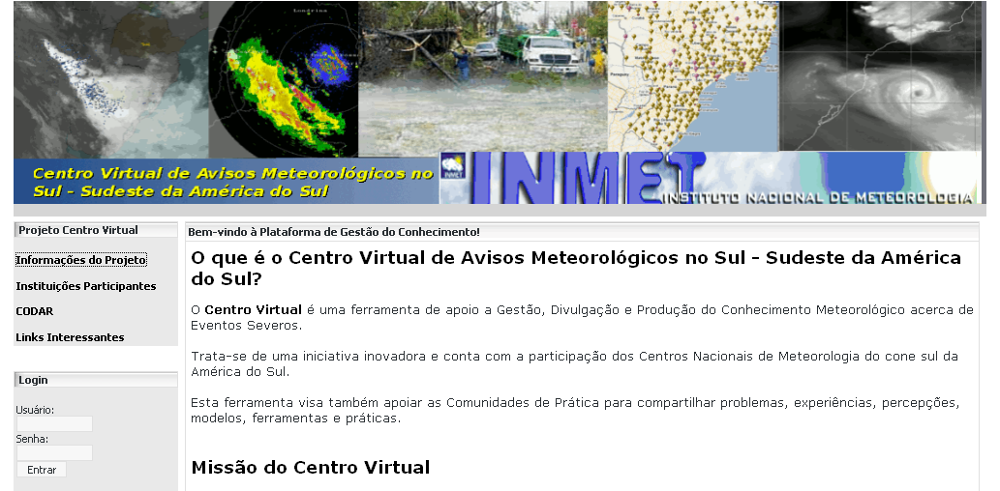 Centro Virtual de Avisos Meteorológicos no
Sul - Sudeste da América do Sul
INMET
INMET
INSTITUTO NACIONAL DE METEOROLOGIA
Projeto Centro Virtual
Informações do Projeto
Instituições Participantes
CODAR
Links Interessantes
Login
Usuário:
Senha:
Entrar
Bem-vindo à Plataforma de Gestão do Conhecimento!
O que é o Centro Virtual de Avisos Meteorológicos no Sul - Sudeste da América
do Sul?
O Centro Virtual é uma ferramenta de apoio a Gestão, Divulgação e Produção do Conhecimento Meteorológico acerca de
Eventos Severos.
Trata-se de uma iniciativa inovadora e conta com a participação dos Centros Nacionais de Meteorologia do cone sul da
América do Sul.
Esta ferramenta visa também apoiar as Comunidades de Prática para compartilhar problemas, experiências, percepções,
modelos, ferramentas e práticas.
Missão do Centro Virtual